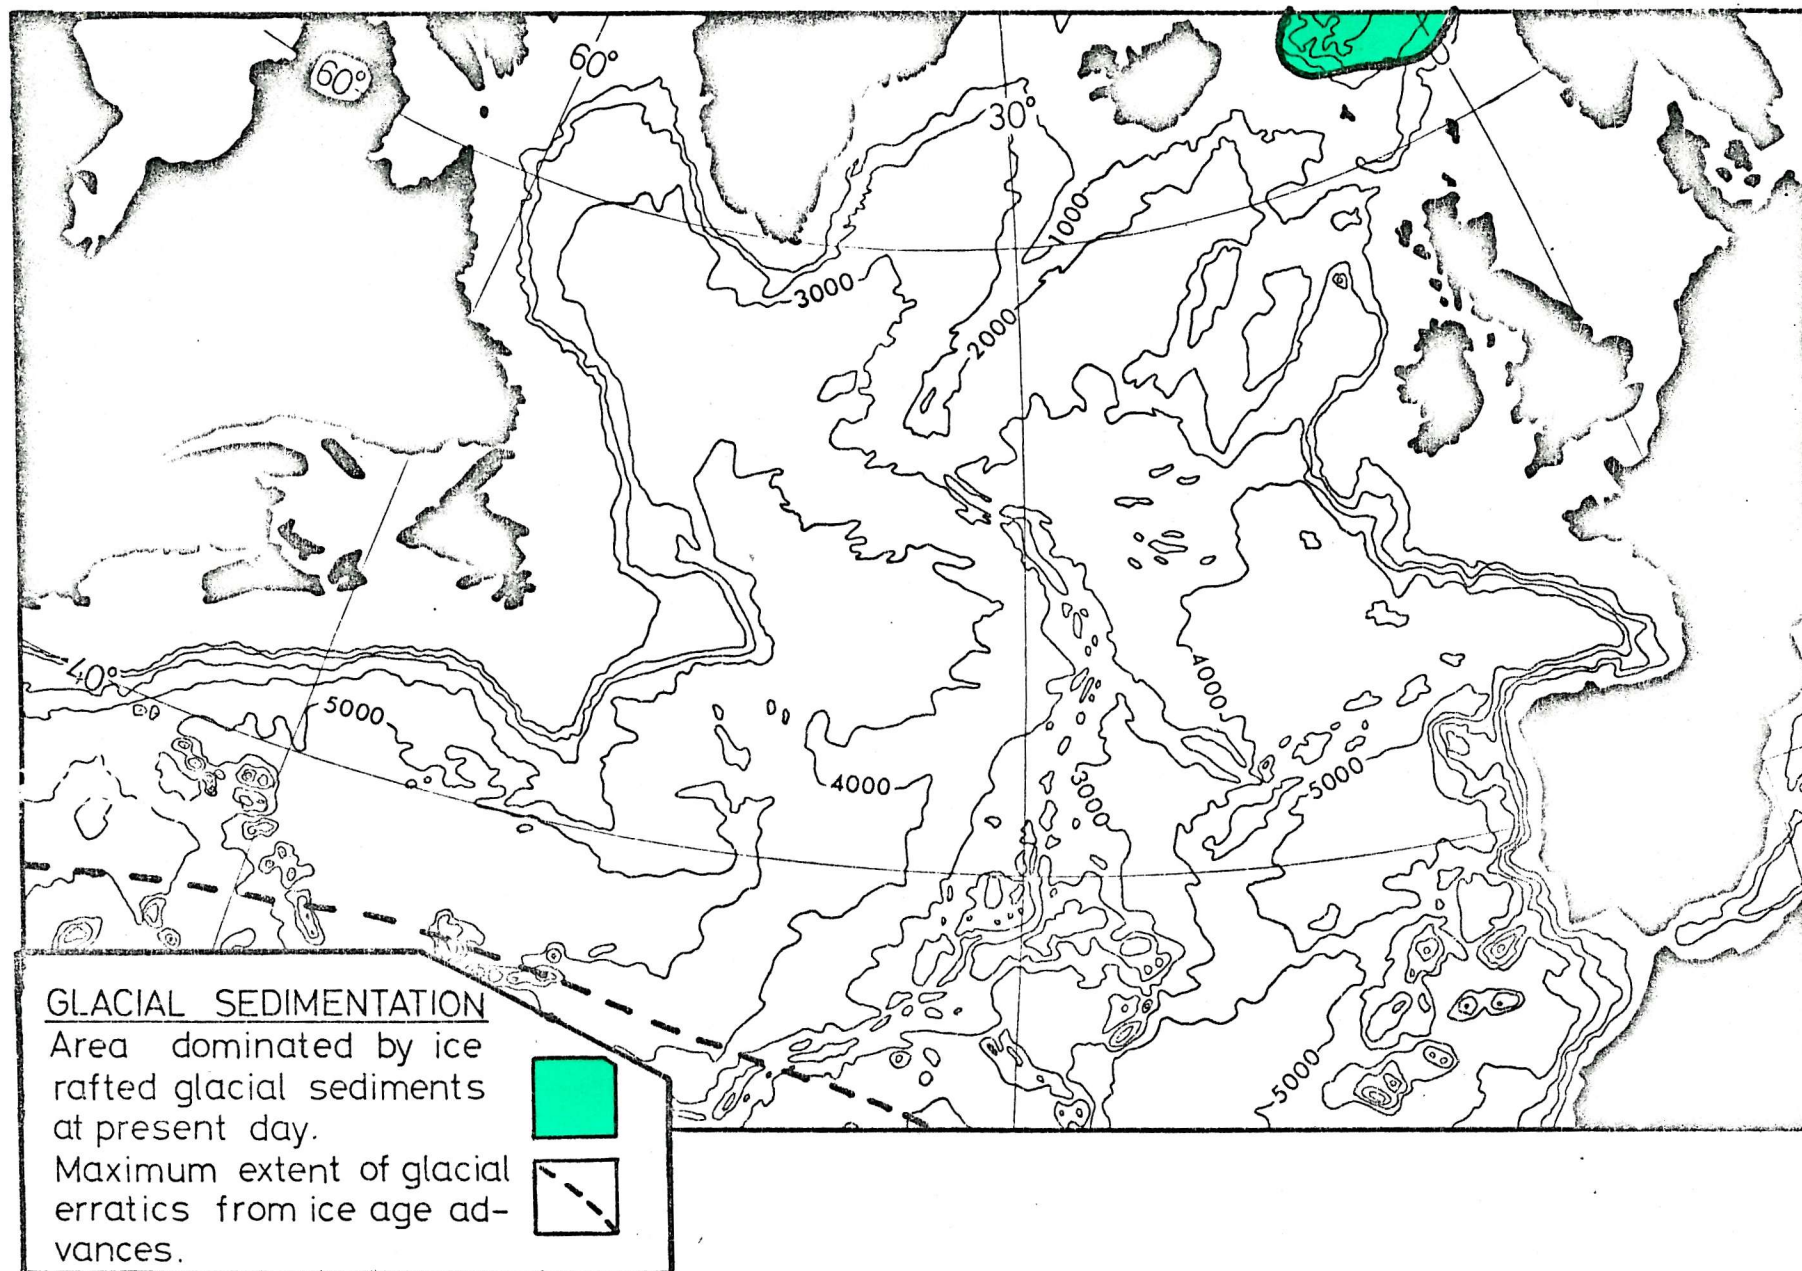 60°
60°
30°
1000
3000
2000
40°
5000
4000
4000
3000
5000
5000
GLACIAL SEDIMENTATION
Area dominated by ice
rafted glacial sediments
at present day.
Maximum extent of glacial
erratics from ice age ad-
vances.